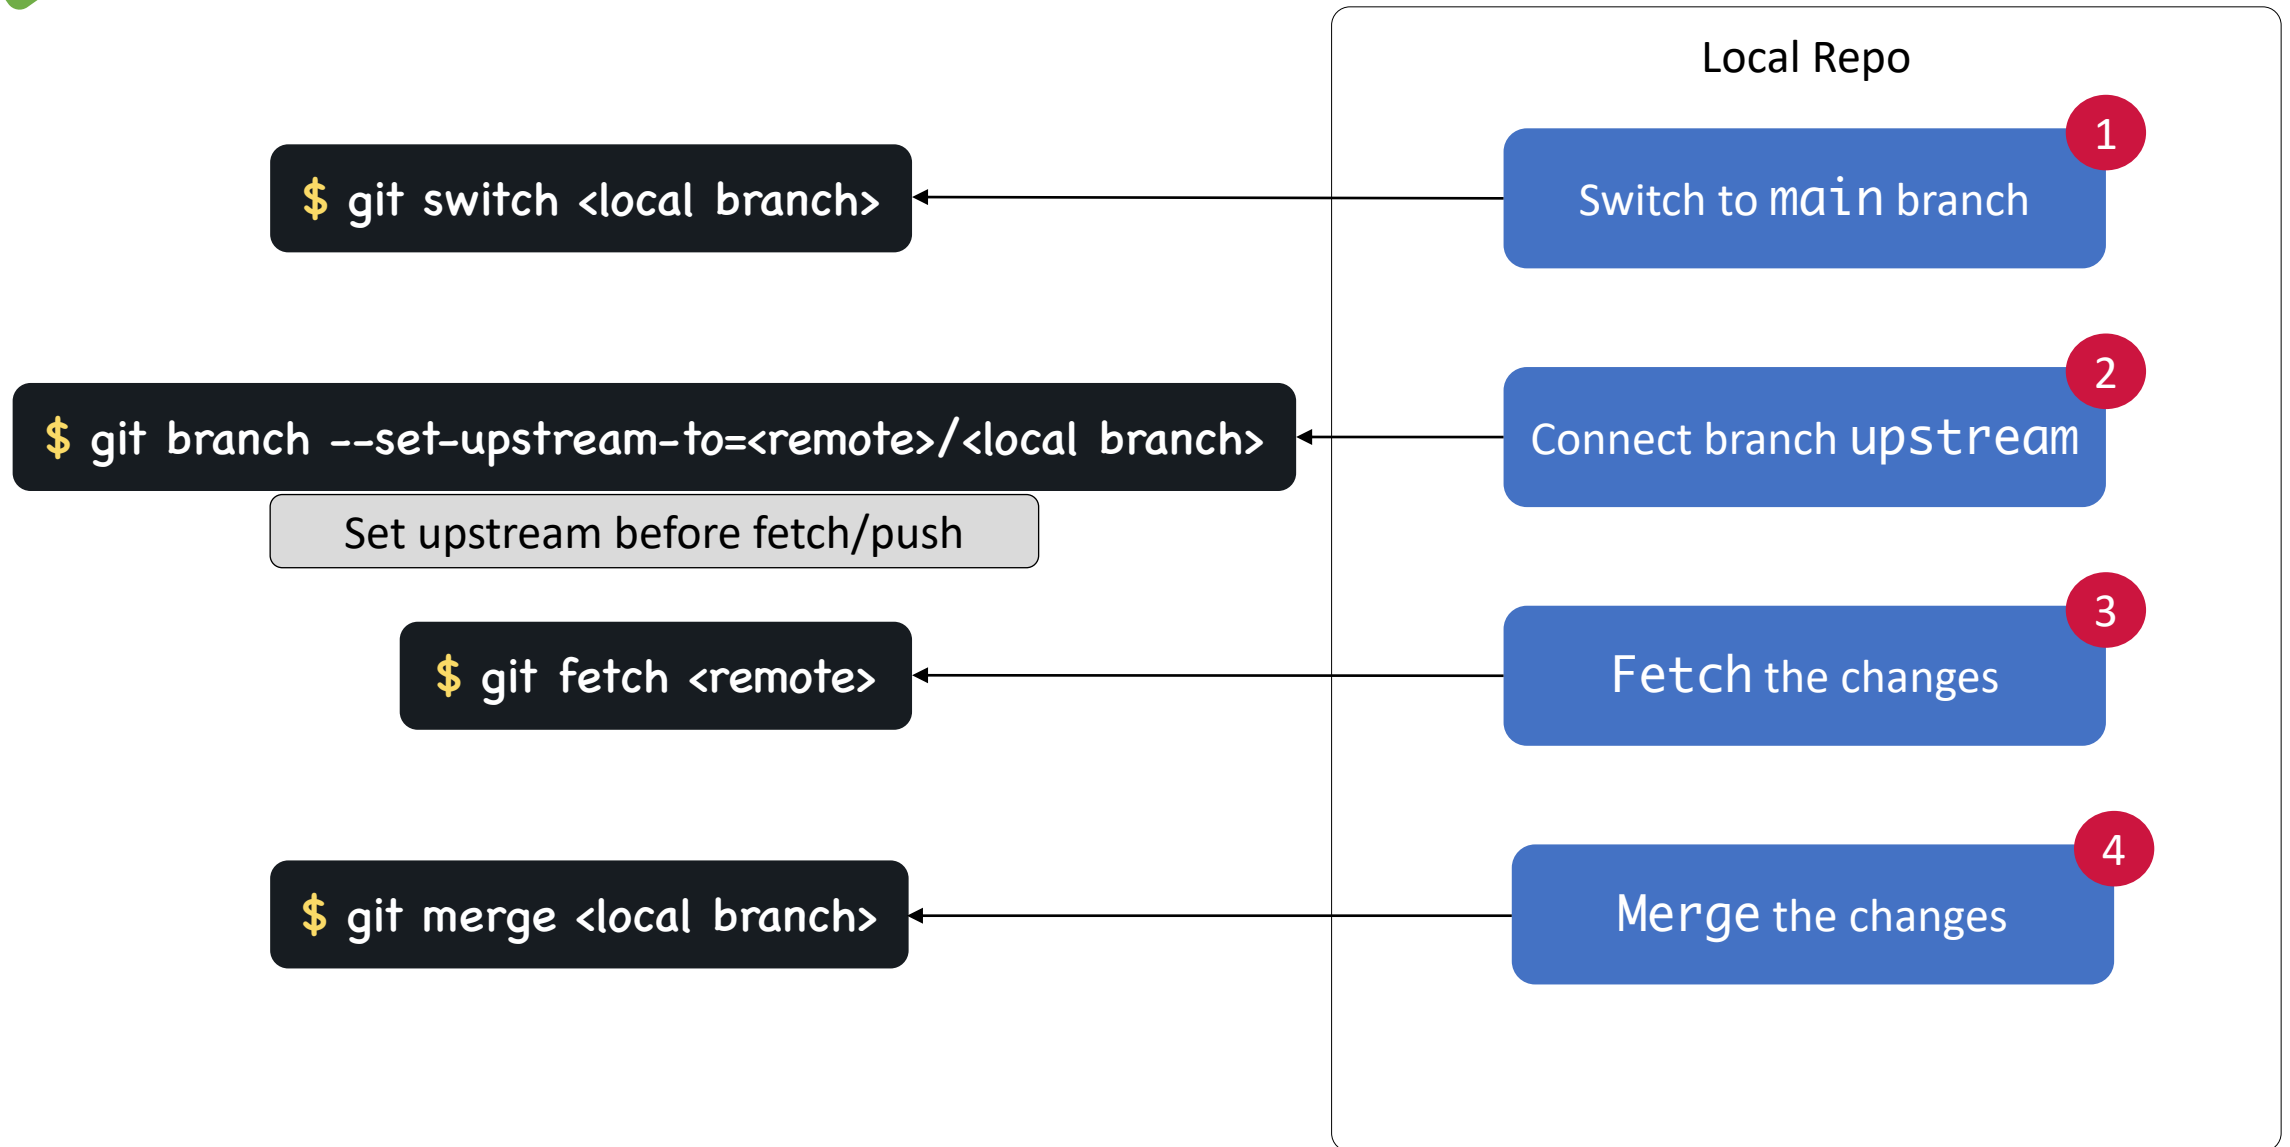 Local Repo
1
$ git switch <local branch>
Switch to main branch
2
$ git branch --set-upstream-to=<remote>/<local branch>
Connect branch upstream
Set upstream before fetch/push
3
$ git fetch <remote>
Fetch the changes
4
$ git merge <local branch>
Merge the changes